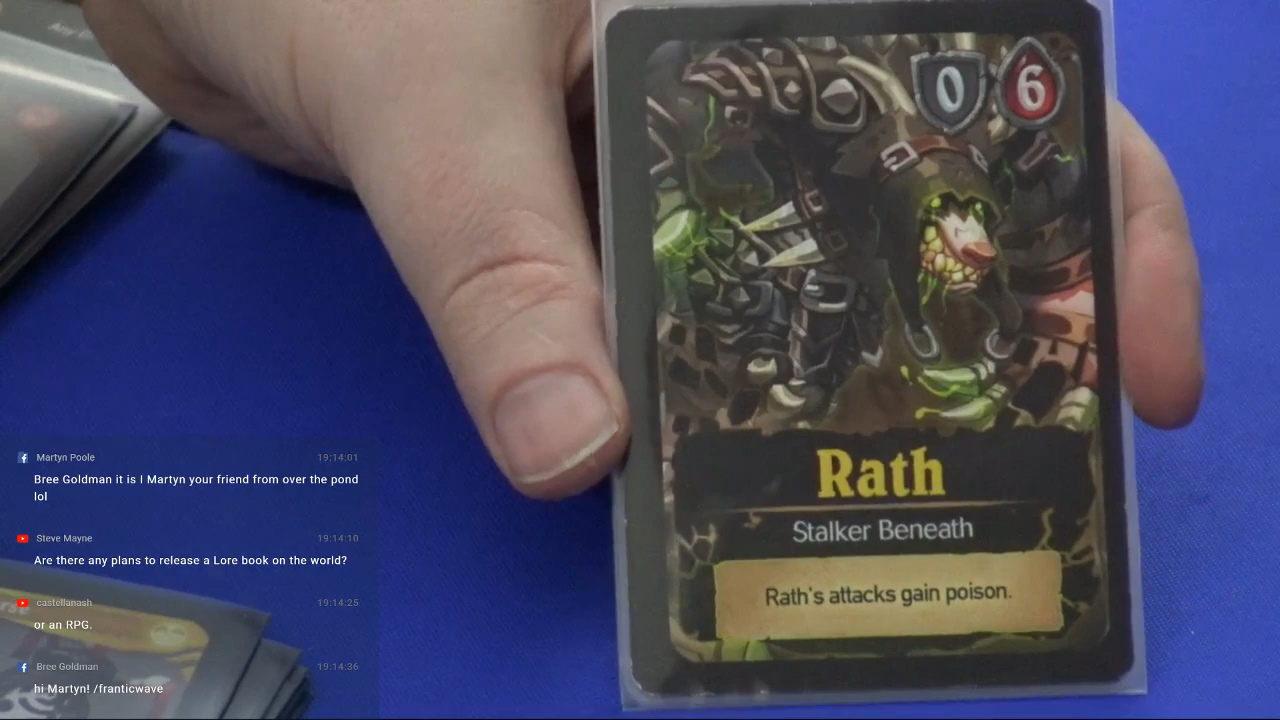 0 6
Rath
Stalker Beneath
Rath's attacks gain poison.
Martyn Poole 19:14:01
Bree Goldman it is I Martyn your friend from over the pond
lol
Steve Mayne 19:14:10
Are there any plans to release a Lore book on the world?
castellanash 19:14:25
or an RPG.
Bree Goldman 19:14:36
hi Martyn! /franticwave